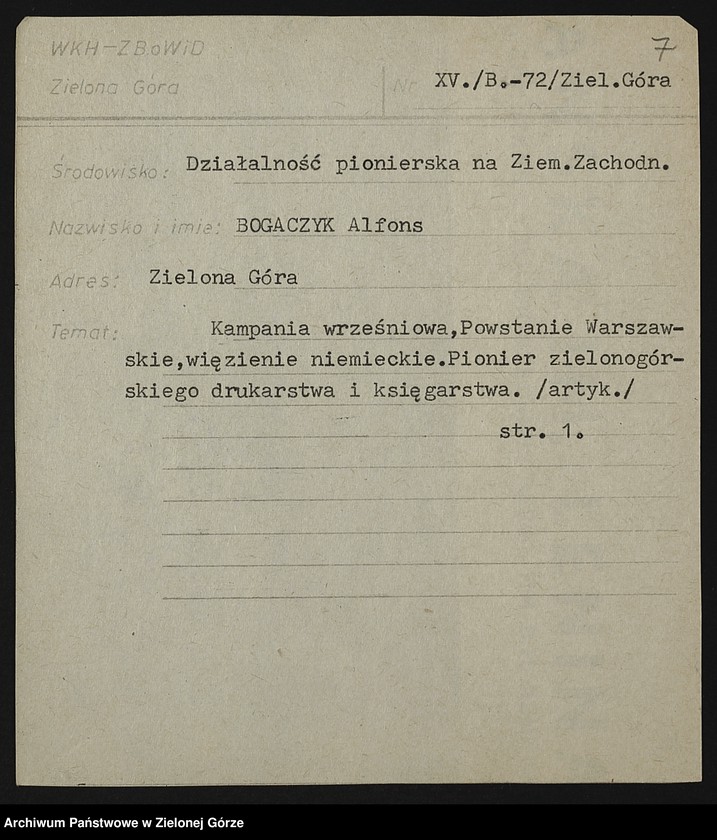 WKH-ZBoWiD
7
Zielona Góra
Nr XV./B.-72/Ziel.Góra
Środowisko: Działalność pionierska na Ziem.Zachodn.
Nazwisko i imię: BOGACZYK Alfons
Adres: Zielona Góra
Temat: Kampania wrześniowa,Powstanie Warszaw-
skie,więzienie niemieckie.Pionier zielonogór-
skiego drukarstwa i księgarstwa. /artyk./
str. 1.
Archiwum Państwowe w Zielonej Górze